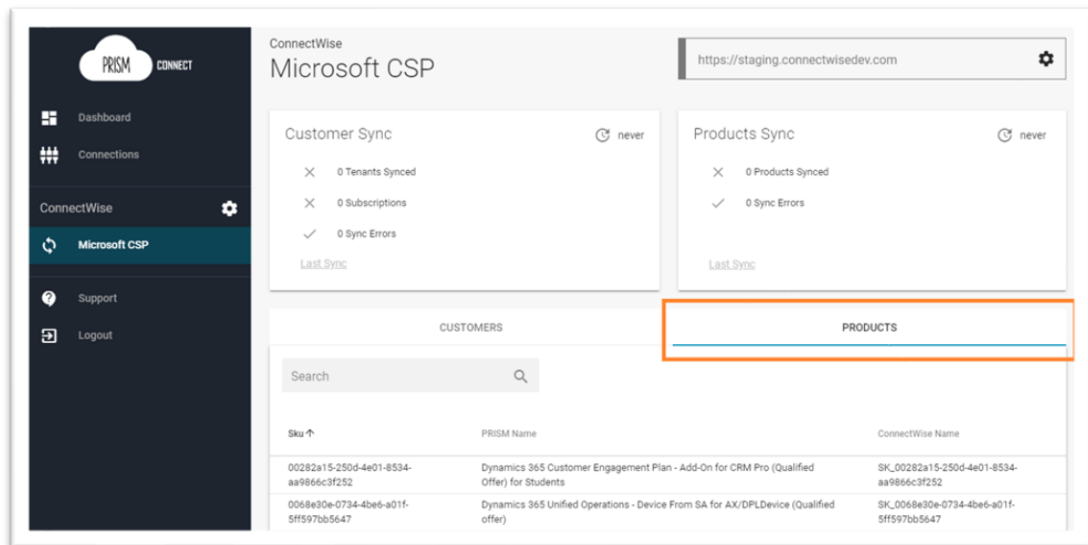 PRISM CONNECT
Dashboard
Connections
ConnectWise
Microsoft CSP
Support
Logout
ConnectWise
Microsoft CSP
https://staging.connectwisedev.com
Customer Sync never
0 Tenants Synced
0 Subscriptions
0 Sync Errors
Last Sync
Products Sync never
0 Products Synced
0 Sync Errors
Last Sync
CUSTOMERS PRODUCTS
Search
Sku PRISM Name ConnectWise Name
00282a15-250d-4e01-8534- Dynamics 365 Customer Engagement Plan - Add-On for CRM Pro (Qualified SK_00282a15-250d-4e01-8534-
aa9866c3f252 Offer) for Students aa9866c3f252
0068e30e-0734-4be6-a01f- Dynamics 365 Unified Operations - Device From SA for AX/DPLDevice (Qualified SK_0068e30e-0734-4be6-a01f-
5ff597bb5647 offer) 5ff597bb5647